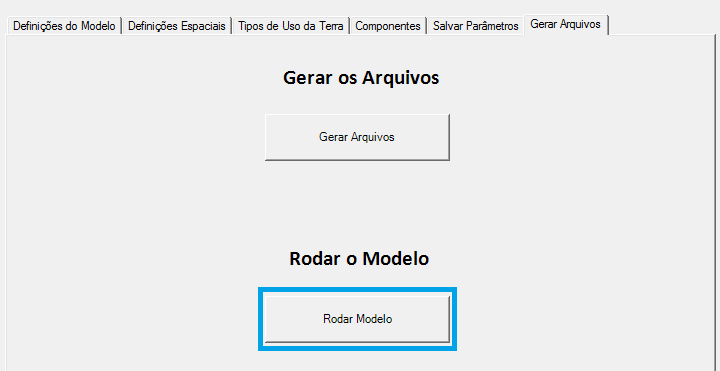 Definições do Modelo Definições Espaciais Tipos de Uso da Terra Componentes Salvar Parâmetros Gerar Arquivos
Gerar os Arquivos
Gerar Arquivos
Rodar o Modelo
Rodar Modelo